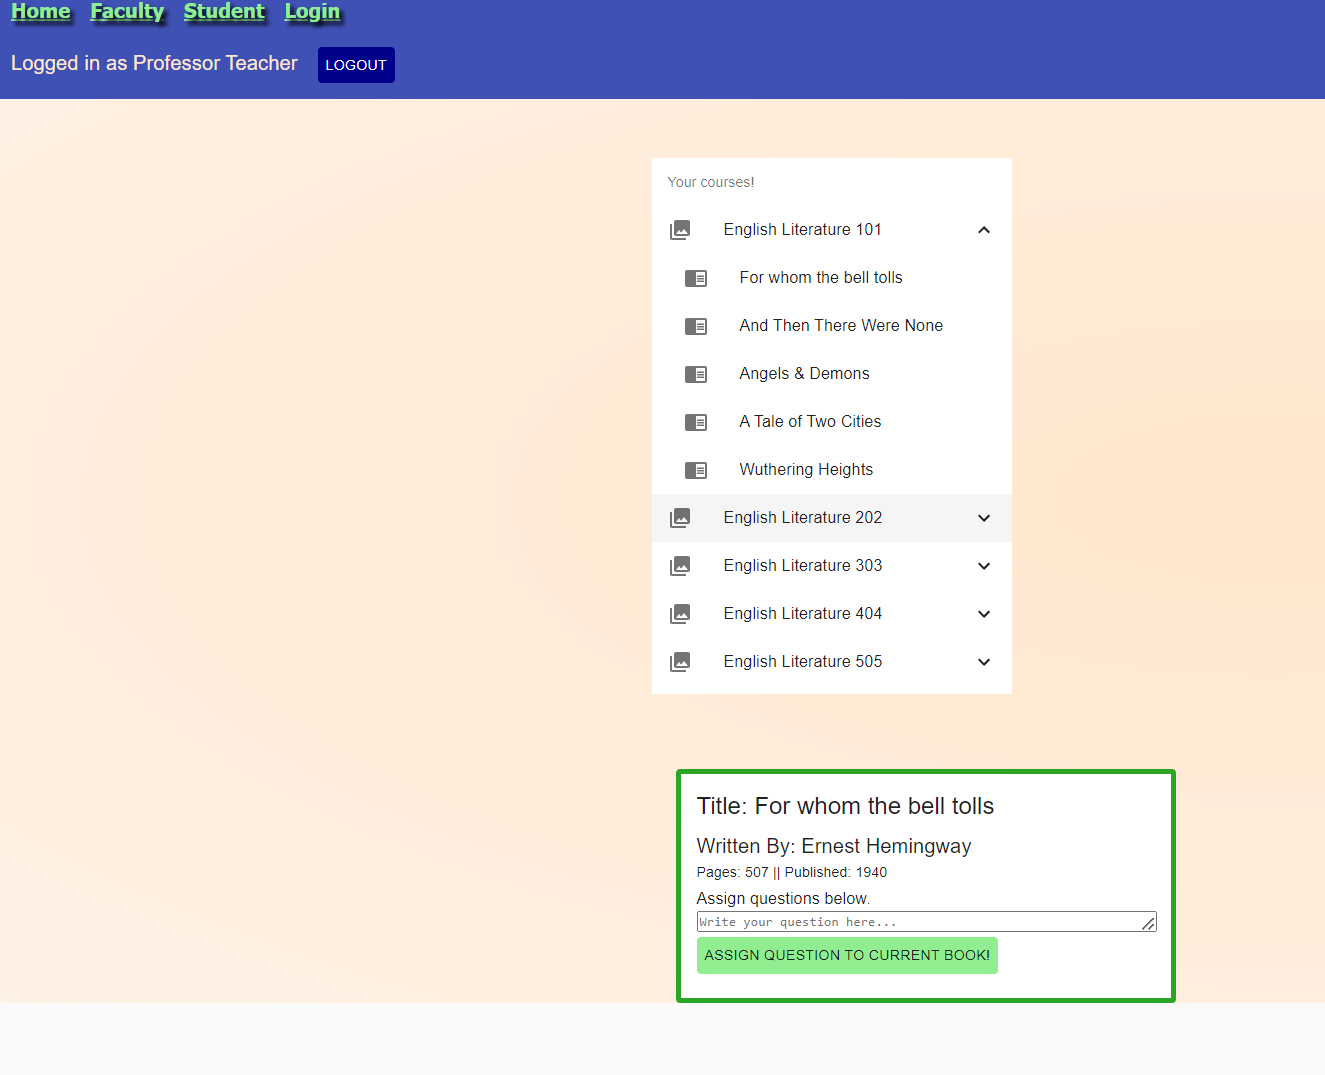 Home Faculty Student Login
Logged in as Professor Teacher LOGOUT
Your courses!
English Literature 101
For whom the bell tolls
And Then There Were None
Angels & Demons
A Tale of Two Cities
Wuthering Heights
English Literature 202
English Literature 303
English Literature 404
English Literature 505
Title: For whom the bell tolls
Written By: Ernest Hemingway
Pages: 507 || Published: 1940
Assign questions below.
Write your question here...
ASSIGN QUESTION TO CURRENT BOOK!